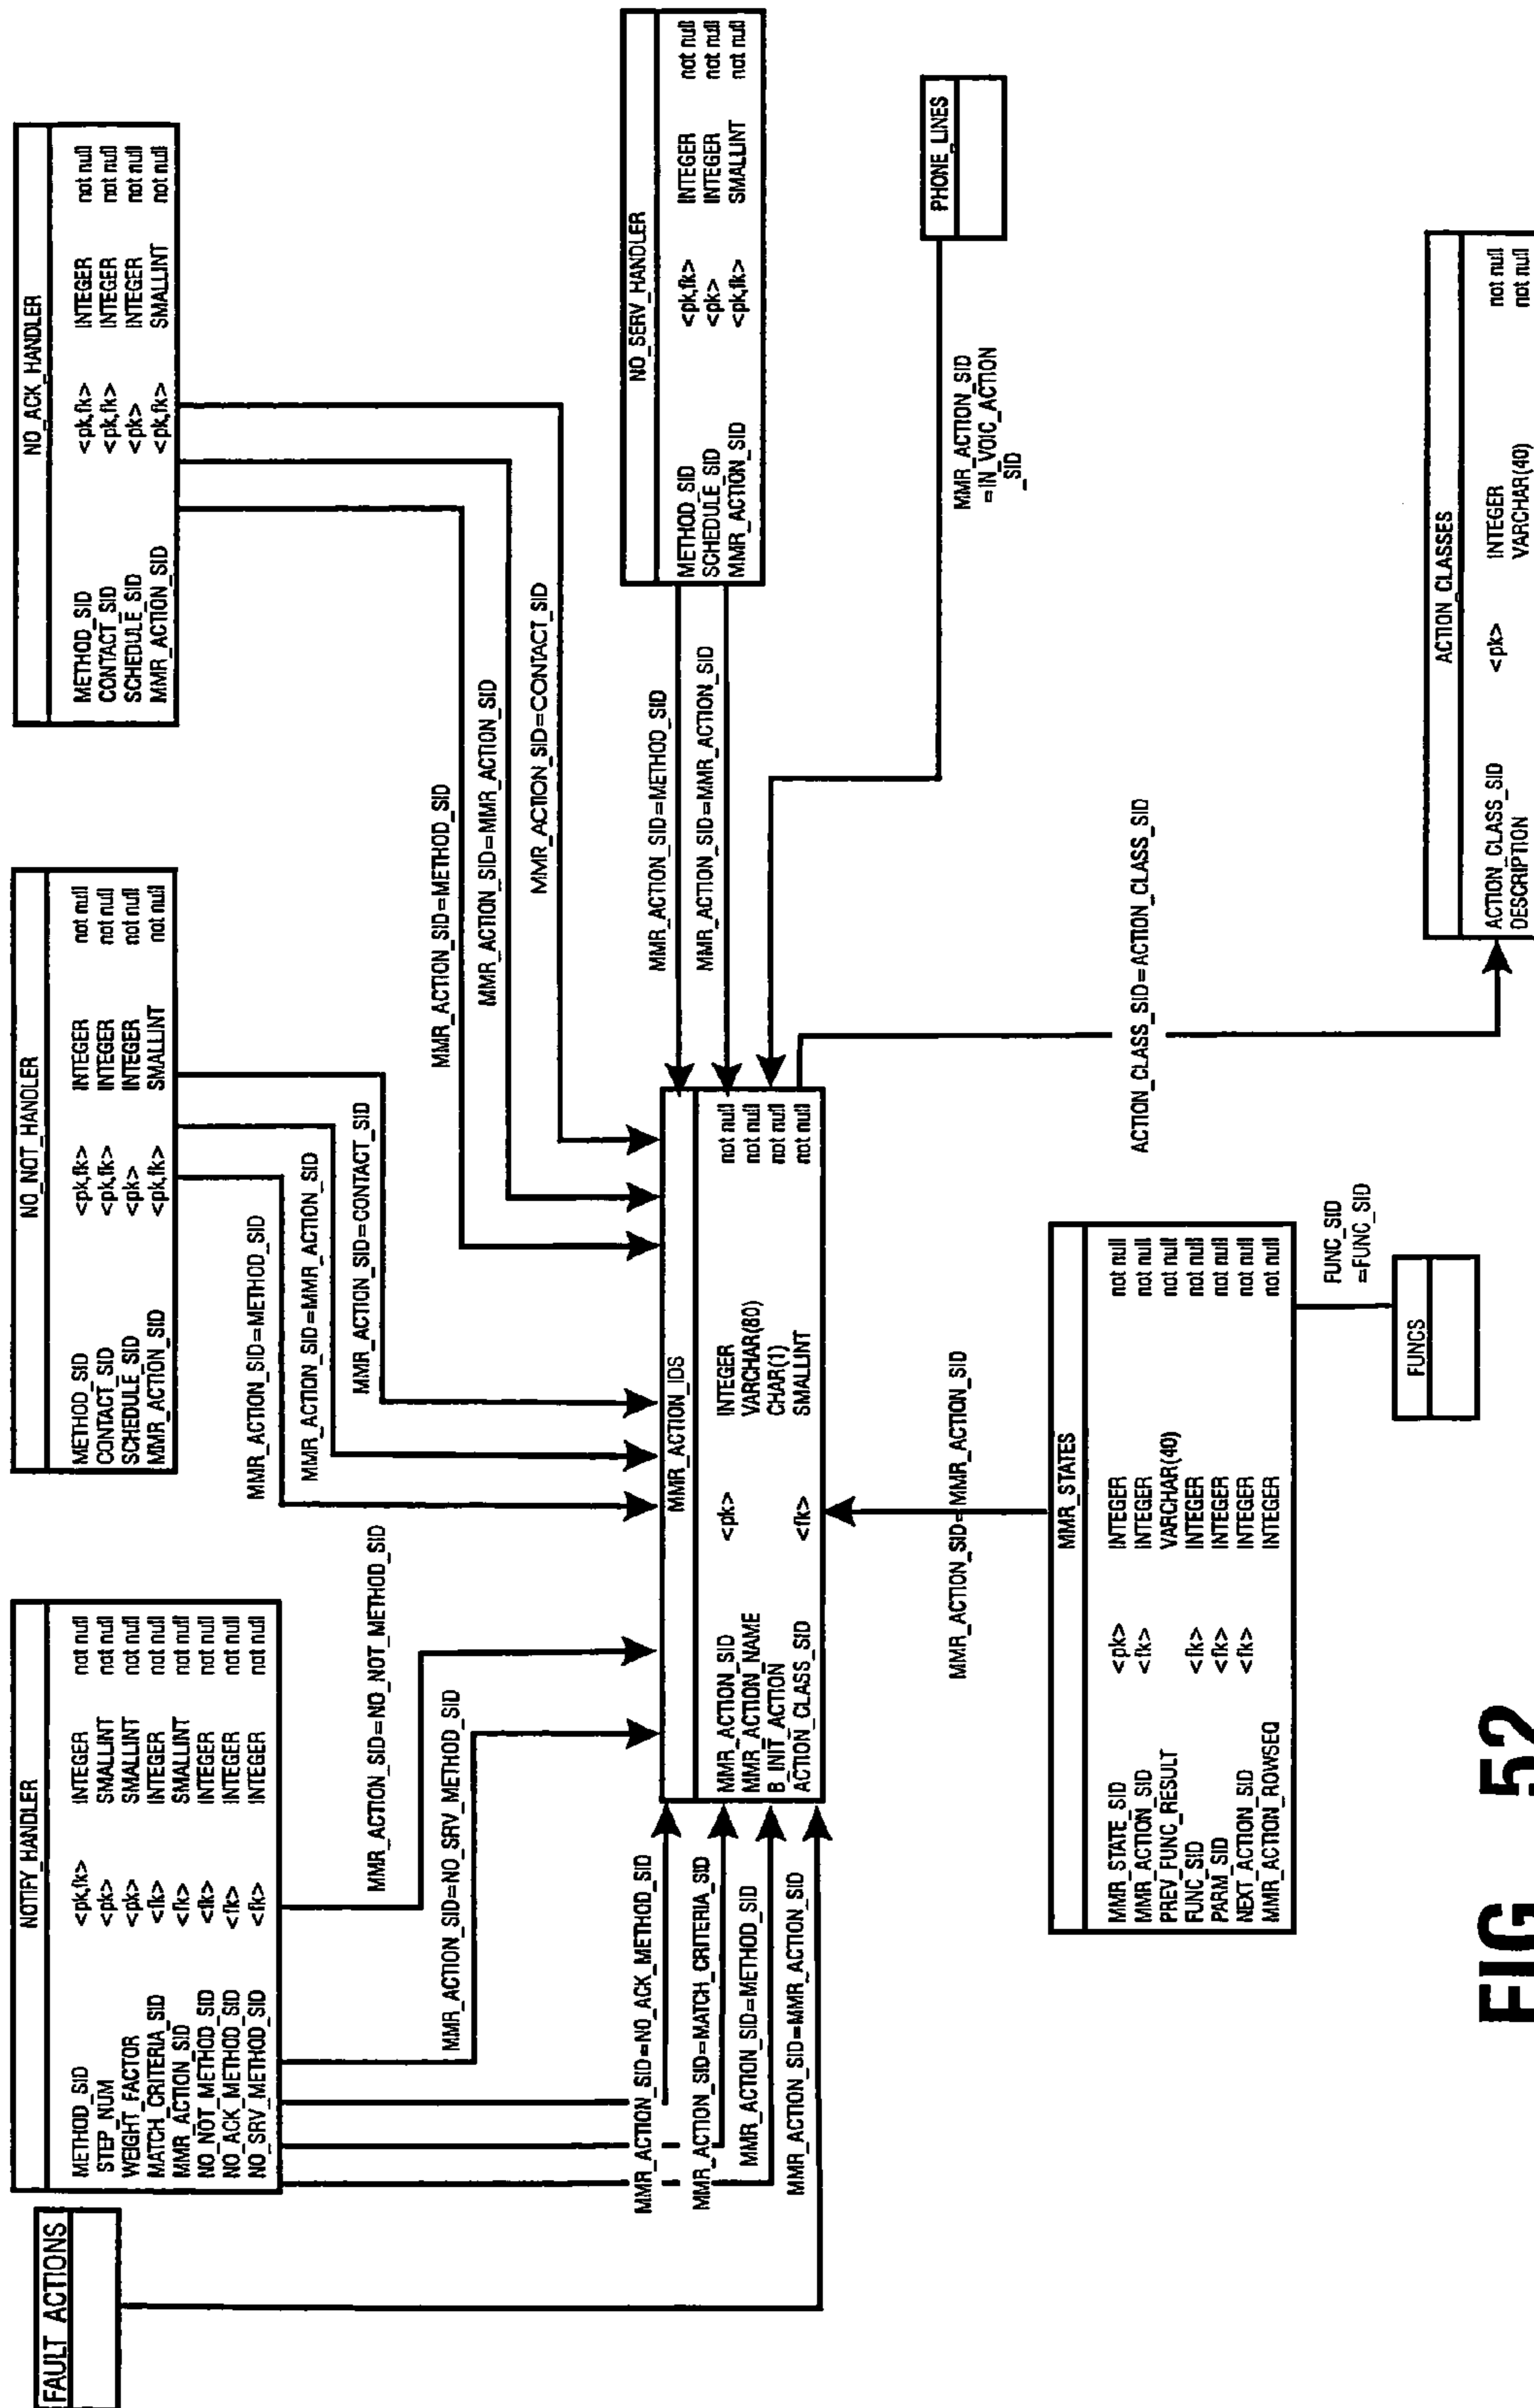 FAULT_ACTIONS
NOTIFY_HANDLER
METHOD_SID <pk,fk> INTEGER not null
STEP_NUM <pk> SMALLINT not null
WEIGHT_FACTOR <pk> SMALLINT not null
MATCH_CRITERIA_SID <fk> INTEGER not null
MMR_ACTION_SID <fk> SMALLINT not null
NO_NOT_METHOD_SID <fk> INTEGER not null
NO_ACK_METHOD_SID <fk> INTEGER not null
NO_SRV_METHOD_SID <fk> INTEGER not null
NO_NOT_HANDLER
METHOD_SID <pk,fk> INTEGER not null
CONTACT_SID <pk,fk> INTEGER not null
SCHEDULE_SID <pk> INTEGER not null
MMR_ACTION_SID <pk,fk> SMALLINT not null
NO_ACK_HANDLER
METHOD_SID <pk,fk> INTEGER not null
CONTACT_SID <pk,fk> INTEGER not null
SCHEDULE_SID <pk> INTEGER not null
MMR_ACTION_SID <pk,fk> SMALLINT not null
MMR_ACTION_SID=NO_NOT_METHOD_SID
MMR_ACTION_SID=NO_SRV_METHOD_SID
MMR_ACTION_SID=METHOD_SID
MMR_ACTION_SID=MMR_ACTION_SID
MMR_ACTION_SID=CONTACT_SID
MMR_ACTION_SID=METHOD_SID
MMR_ACTION_SID=MMR_ACTION_SID
MMR_ACTION_SID=CONTACT_SID
MMR_ACTION_SID=NO_ACK_METHOD_SID
MMR_ACTION_SID=MATCH_CRITERIA_SID
MMR_ACTION_SID=METHOD_SID
MMR_ACTION_SID=MMR_ACTION_SID
MMR_ACTION_IDS
MMR_ACTION_SID <pk> INTEGER not null
MMR_ACTION_NAME VARCHAR(80) not null
B_INIT_ACTION CHAR(1) not null
ACTION_CLASS_SID <fk> SMALLINT not null
MMR_ACTION_SID=METHOD_SID
MMR_ACTION_SID=MMR_ACTION_SID
NO_SERV_HANDLER
METHOD_SID <pk,fk> INTEGER not null
SCHEDULE_SID <pk> INTEGER not null
MMR_ACTION_SID <pk,fk> SMALLINT not null
MMR_ACTION_SID
=IN_VOIC_ACTION
_SID
PHONE_LINES
MMR_ACTION_SID=MMR_ACTION_SID
MMR_STATES
MMR_STATE_SID <pk> INTEGER not null
MMR_ACTION_SID <fk> INTEGER not null
PREV_FUNC_RESULT VARCHAR(40) not null
FUNC_SID <fk> INTEGER not null
PARM_SID <fk> INTEGER not null
NEXT_ACTION_SID <fk> INTEGER not null
MMR_ACTION_ROWSEQ INTEGER not null
FUNC_SID
=FUNC_SID
FUNCS
ACTION_CLASS_SID=ACTION_CLASS_SID
ACTION_CLASSES
ACTION_CLASS_SID <pk> INTEGER not null
DESCRIPTION VARCHAR(40) not null
FIG_52